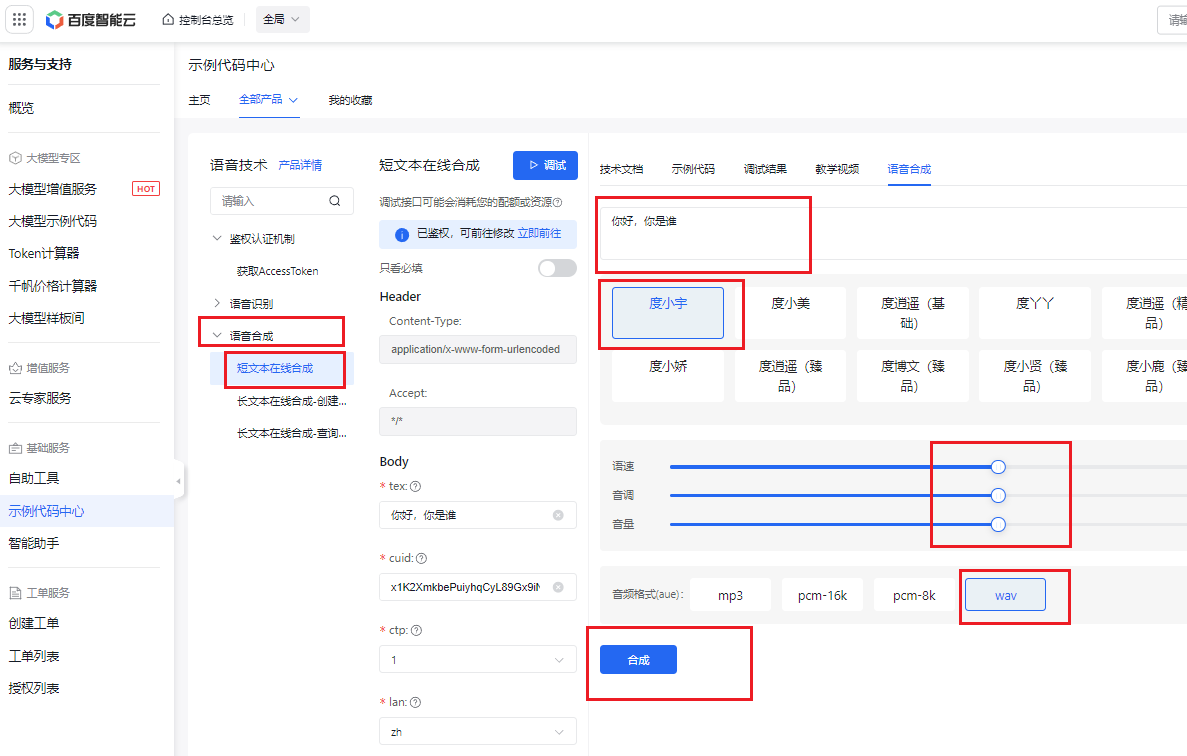 百度智能云
控制台总览
全局
服务与支持
概览
大模型专区
大模型增值服务 HOT
大模型示例代码
Token计算器
千帆价格计算器
大模型样板间
增值服务
云专家服务
基础服务
自助工具
示例代码中心
智能助手
工单服务
创建工单
工单列表
授权列表
示例代码中心
主页 全部产品 我的收藏
语音技术 产品详情
请输入
鉴权认证机制
获取AccessToken
语音识别
语音合成
短文本在线合成
长文本在线合成-创建...
长文本在线合成-查询...
短文本在线合成 调试
调试接口可能会消耗您的配额或资源
已鉴权，可前往修改 立即前往
只看必填
Header
Content-Type:
application/x-www-form-urlencoded
Accept:
*/*
Body
* tex:
你好，你是谁
* cuid:
x1K2XmkbePuiyhqCyL89Gx9i
* ctp:
1
* lan:
zh
技术文档 示例代码 调试结果 教学视频 语音合成
你好，你是谁
度小宇 度小美 度逍遥（基础） 度丫丫 度逍遥（精品）
度小娇 度逍遥（臻品） 度博文（臻品） 度小贤（臻品） 度小鹿（臻品）
语速
音调
音量
音频格式(aue)： mp3 pcm-16k pcm-8k wav
合成